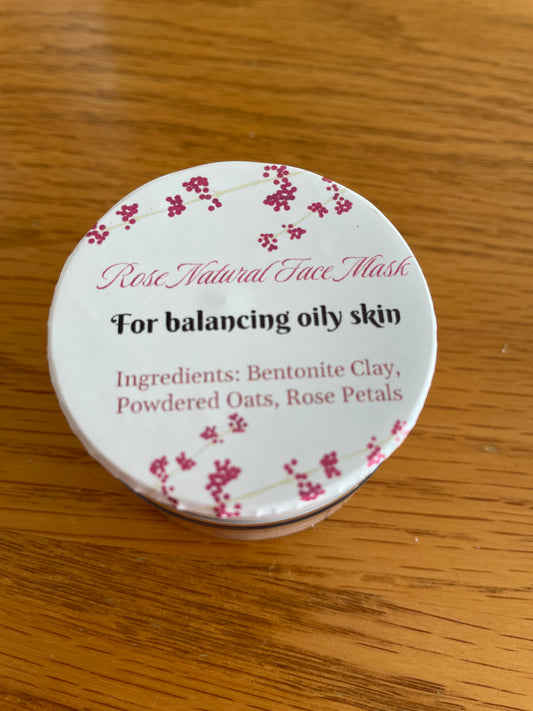 Rose Natural Face Mask
For balancing oily skin
Ingredients: Bentonite Clay,
Powdered Oats, Rose Petals